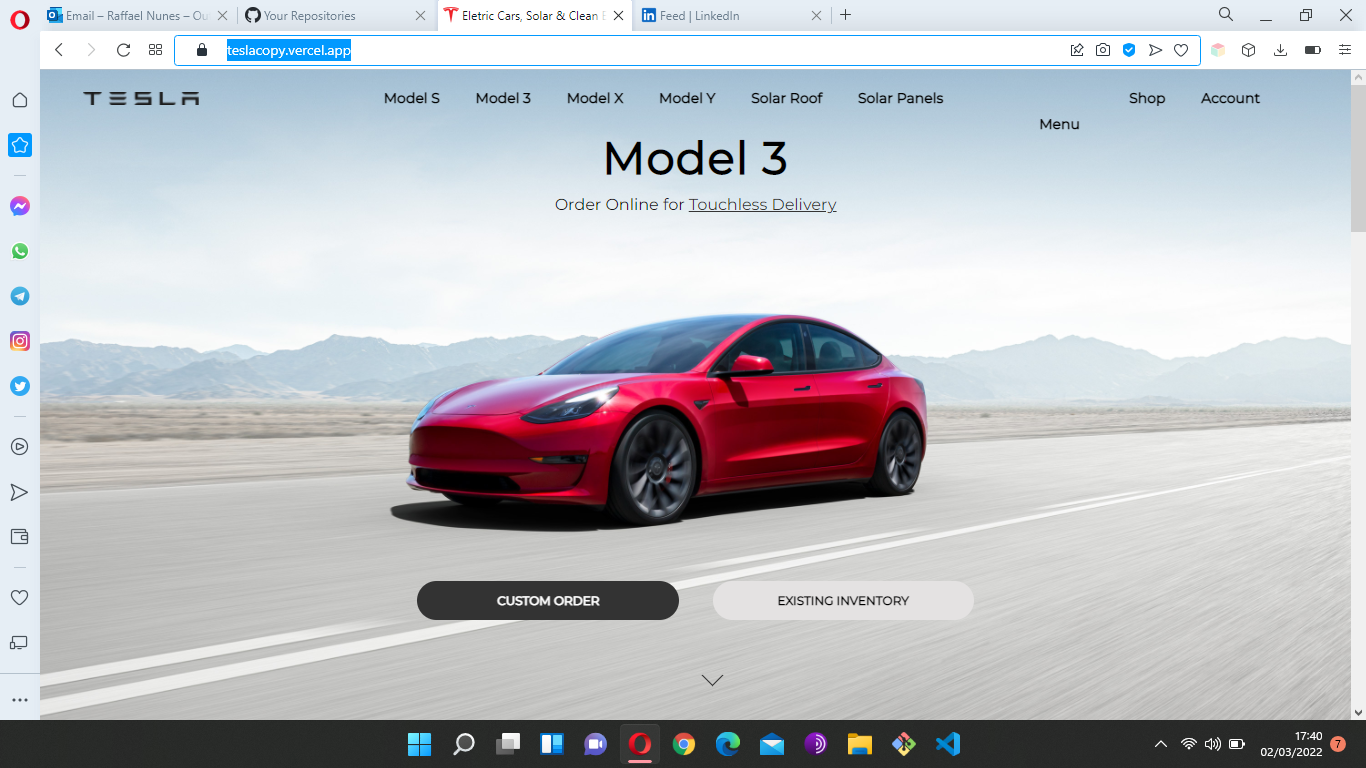 Email – Raffael Nunes – Ou
Your Repositories
Eletric Cars, Solar & Clean E
Feed | LinkedIn
teslacopy.vercel.app
TESLA
Model S Model 3 Model X Model Y Solar Roof Solar Panels Shop Account
Menu
Model 3
Order Online for Touchless Delivery
CUSTOM ORDER
EXISTING INVENTORY
17:40
02/03/2022
7